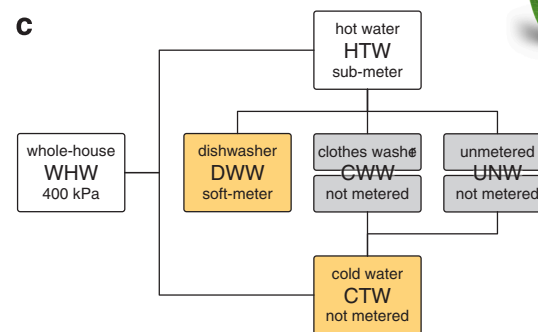 c
hot water
HTW
sub-meter
whole-house
WHW
400 kPa
dishwasher
DWW
soft-meter
clothes washer
CWW
not metered
unmetered
UNW
not metered
cold water
CTW
not metered